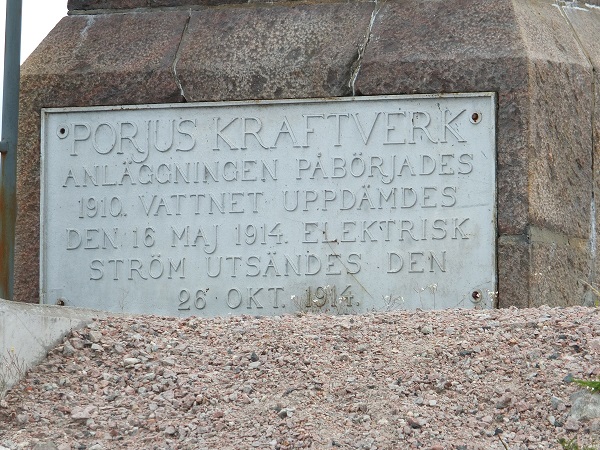 PORJUS KRAFTVERK
ANLÄGGNINGEN PÅBÖRJADES
1910. VATTNET UPPDÄMDES
DEN 16 MAJ 1914. ELEKTRISK
STRÖM UTSÄNDES DEN
26 OKT. 1914.